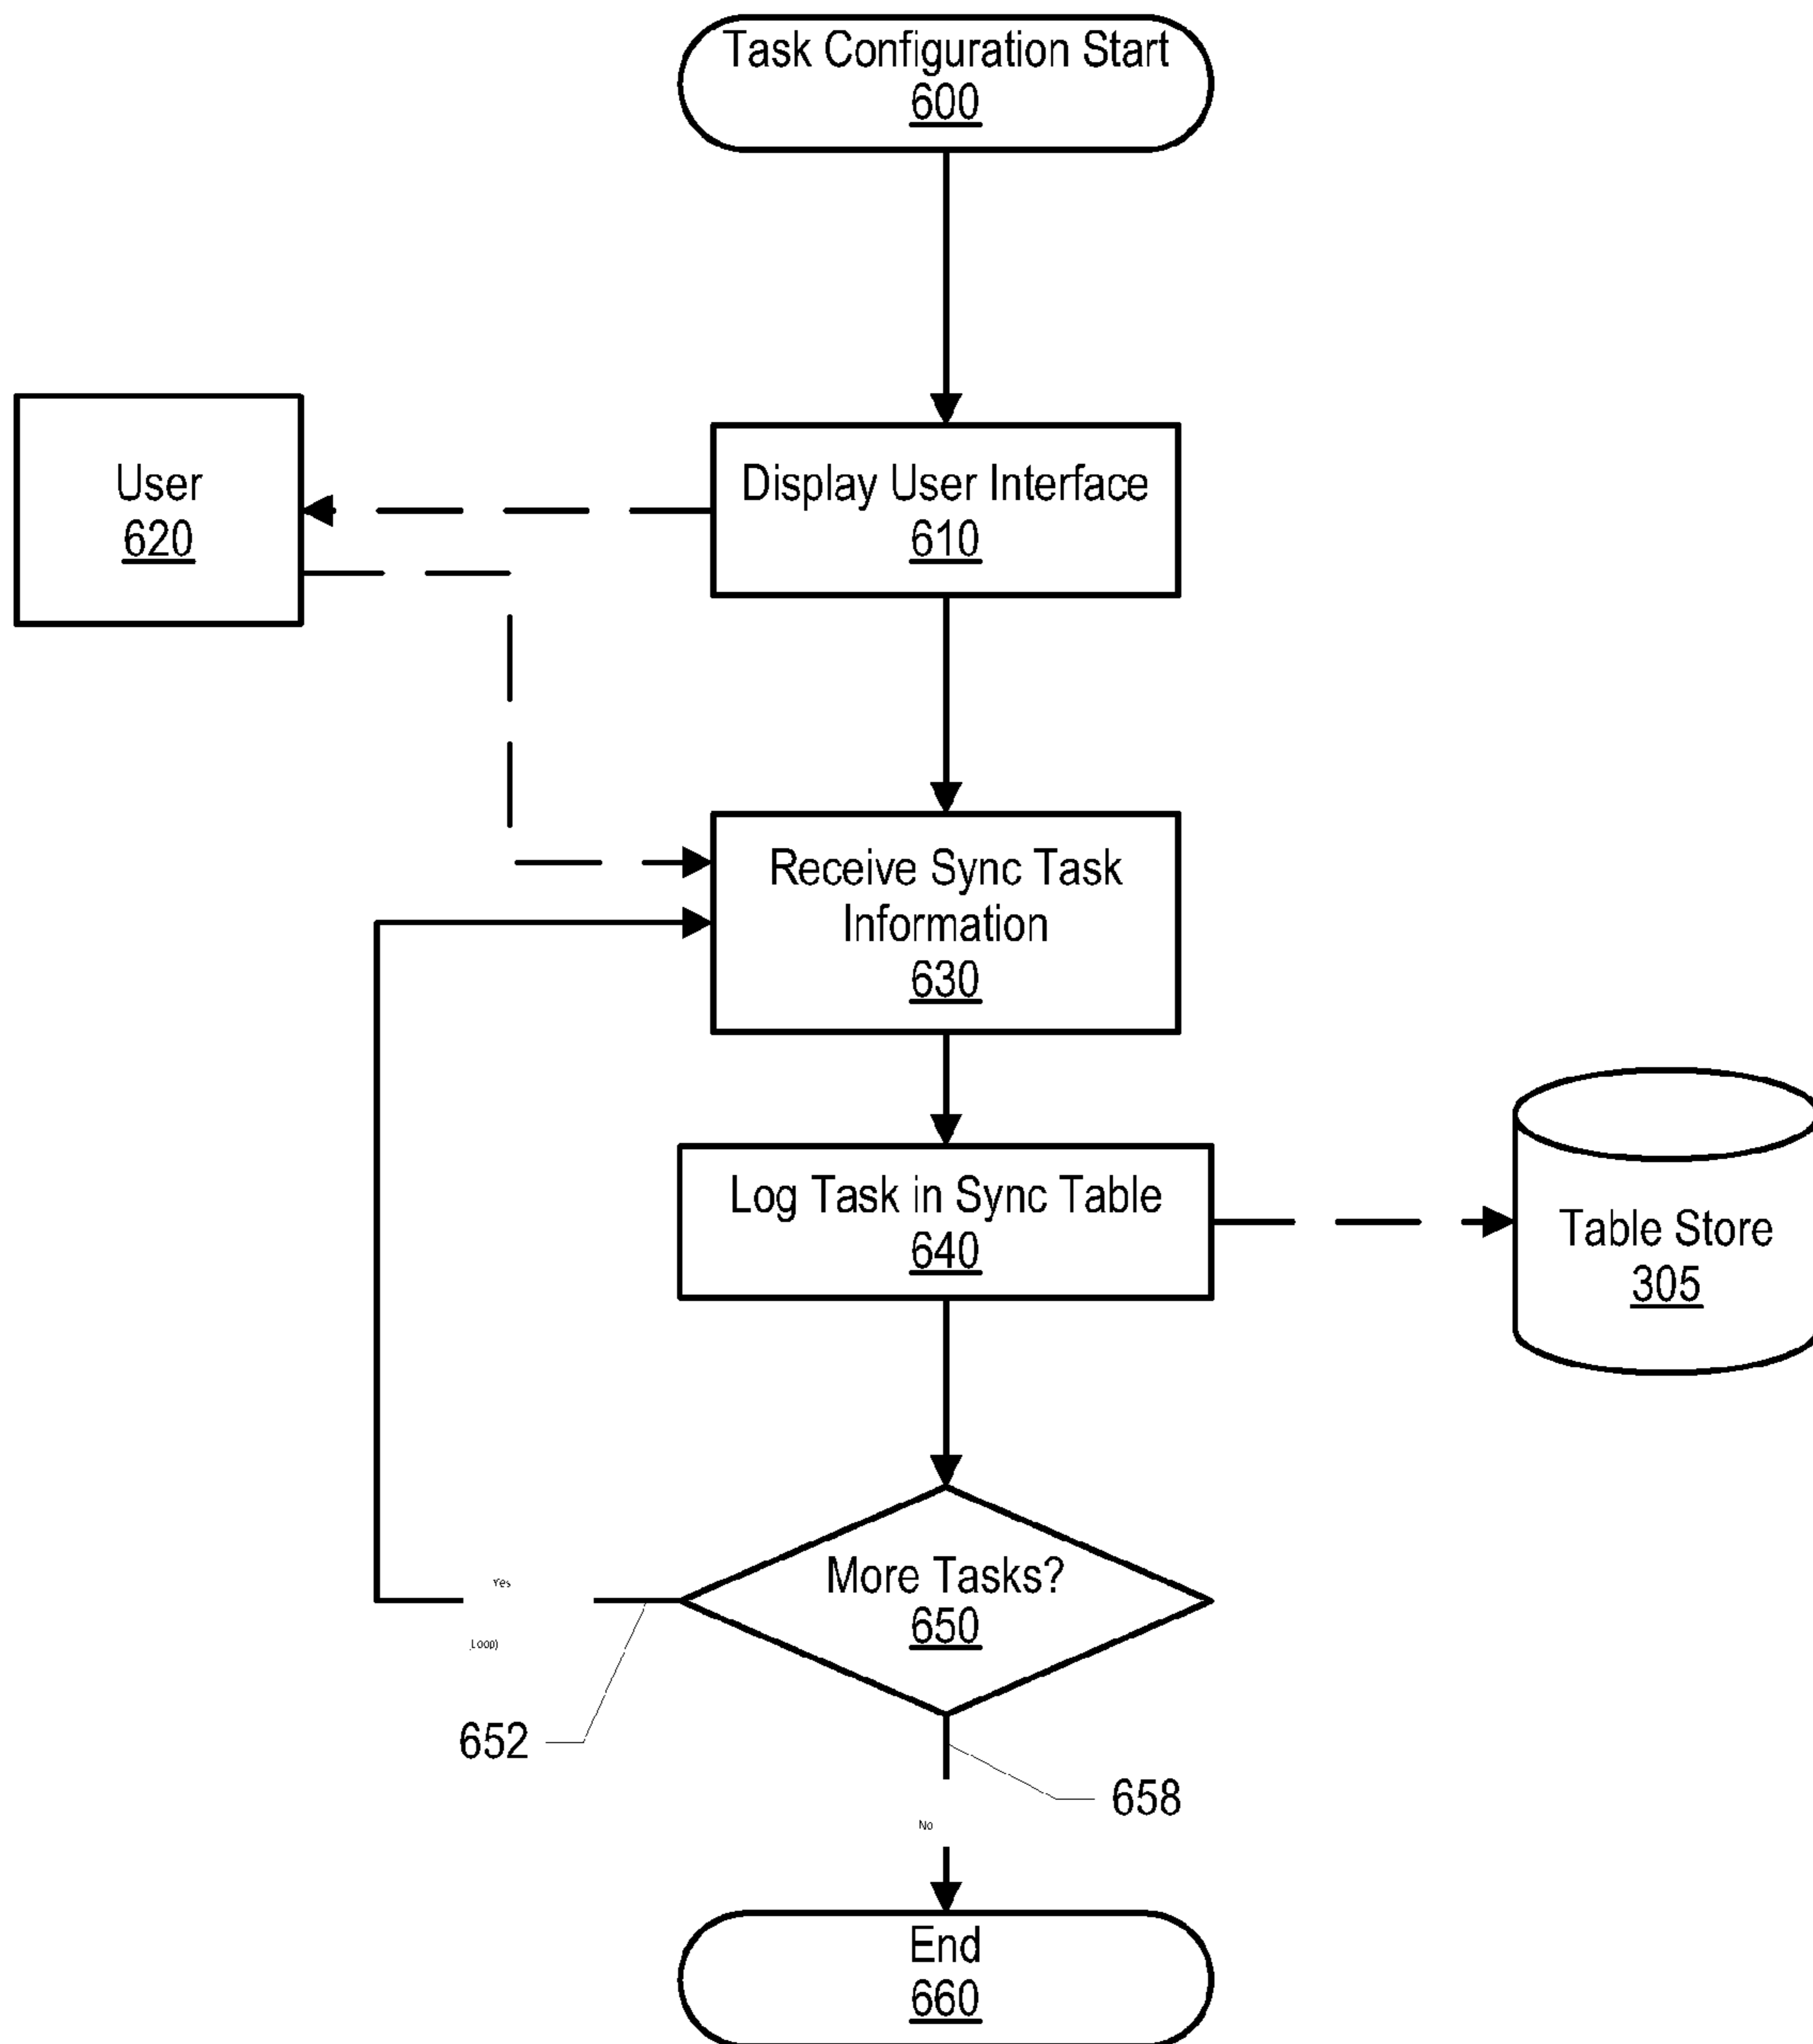 Task Configuration Start
600
User
620
Display User Interface
610
Receive Sync Task
Information
630
Log Task in Sync Table
640
Table Store
305
More Tasks?
650
Yes
(Loop)
652
658
No
End
660